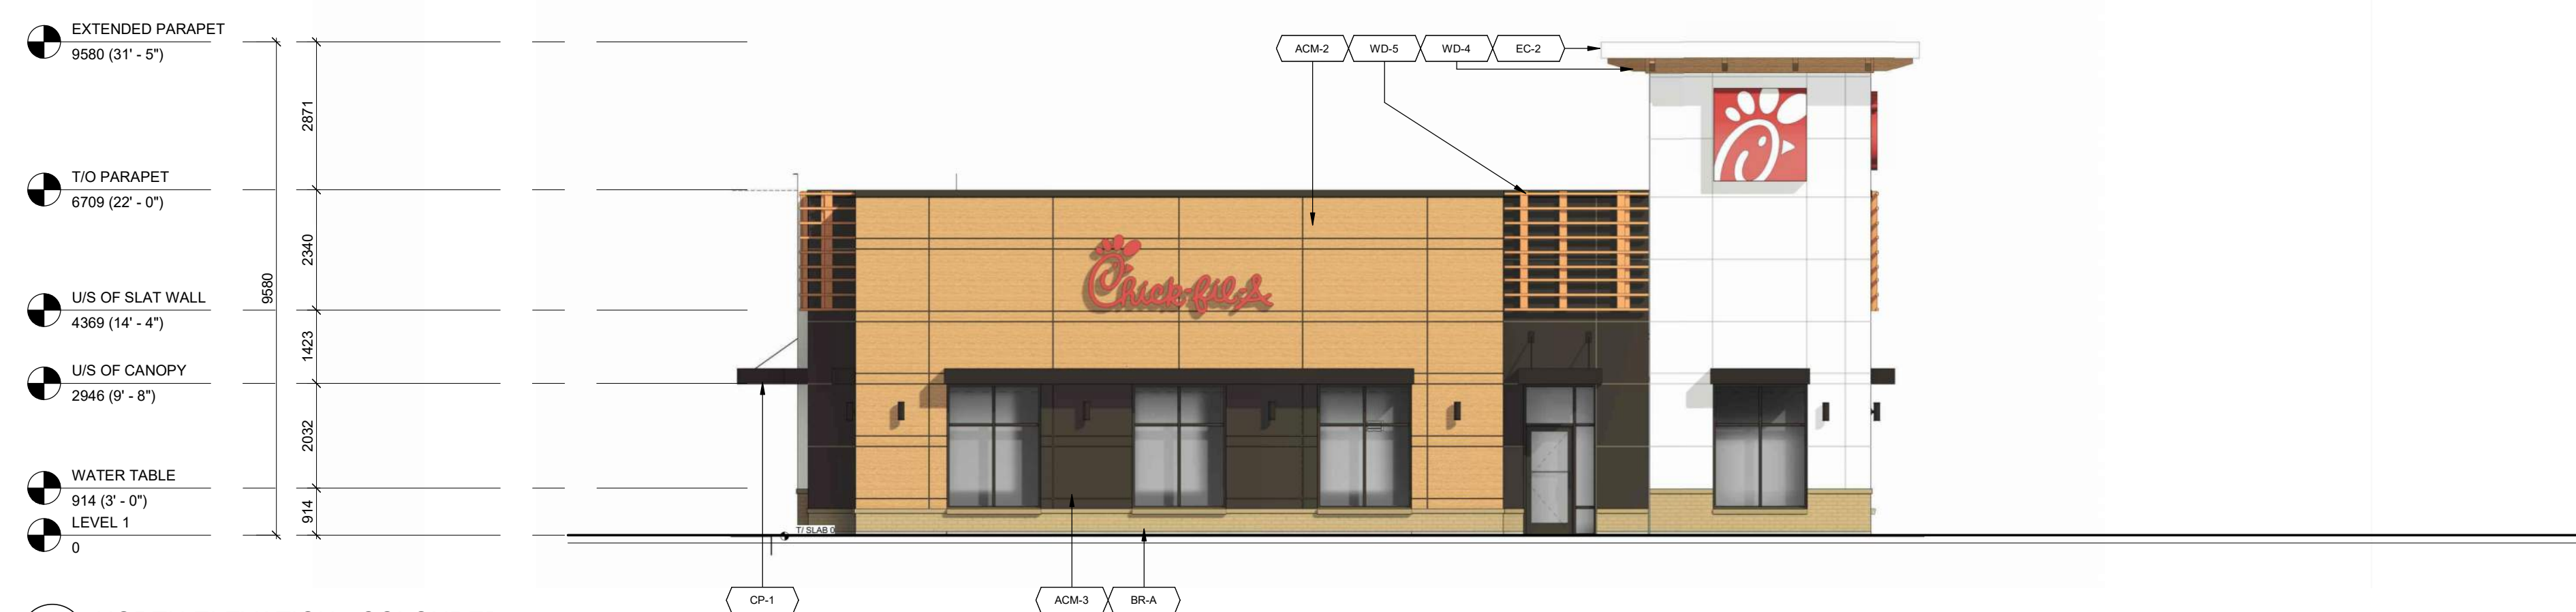 EXTENDED PARAPET
9580 (31' - 5")
T/O PARAPET
6709 (22' - 0")
U/S OF SLAT WALL
4369 (14' - 4")
U/S OF CANOPY
2946 (9' - 8")
WATER TABLE
914 (3' - 0")
LEVEL 1
0
9580
2871
2340
1423
2032
914
ACM-2 WD-5 WD-4 EC-2
Chick-fil-A
T/ SLAB 0
CP-1 ACM-3 BR-A